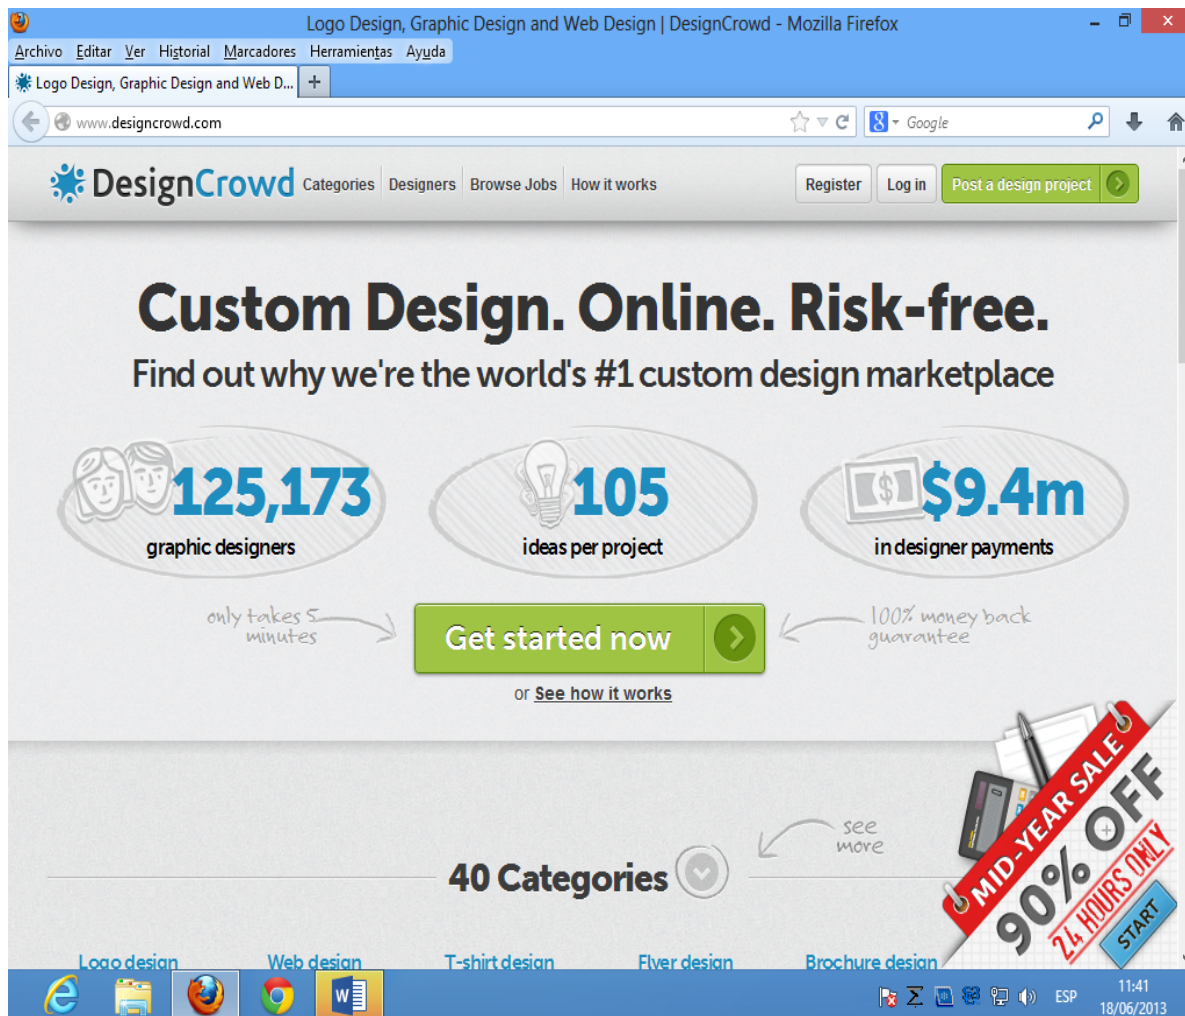 Logo Design, Graphic Design and Web Design | DesignCrowd - Mozilla Firefox
Archivo Editar Ver Historial Marcadores Herramientas Ayuda
Logo Design, Graphic Design and Web D...
www.designcrowd.com
Google
DesignCrowd Categories Designers Browse Jobs How it works Register Log in Post a design project
Custom Design. Online. Risk-free.
Find out why we're the world's #1 custom design marketplace
125,173 105 $9.4m
graphic designers ideas per project in designer payments
only takes 5
minutes
Get started now
100% money back
guarantee
or See how it works
see
more
40 Categories
MID-YEAR SALE
90% OFF
24 HOURS ONLY
START
Logo design Web design T-shirt design Flyer design Brochure design
ESP
11:41
18/06/2013